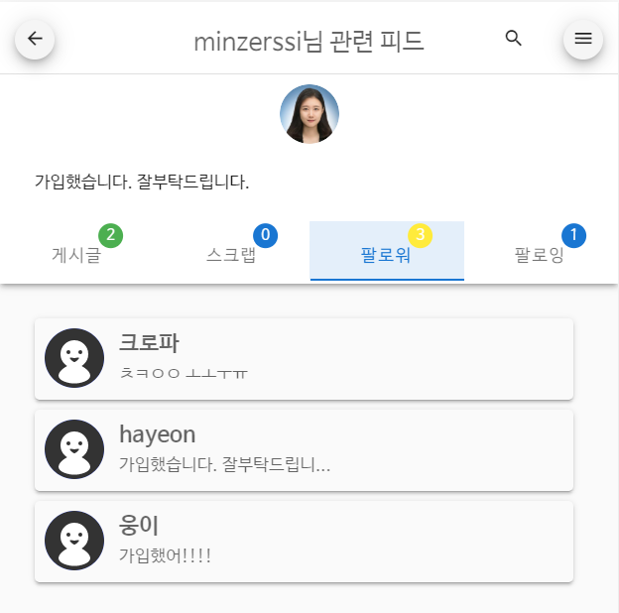 minzerssi님 관련 피드
가입했습니다. 잘부탁드립니다.
2 0 3 1
게시글 스크랩 팔로워 팔로잉
크로파
ㅊㅋㅇㅇ ㅗㅗㅜㅠ
hayeon
가입했습니다. 잘부탁드립니...
웅이
가입했어!!!!